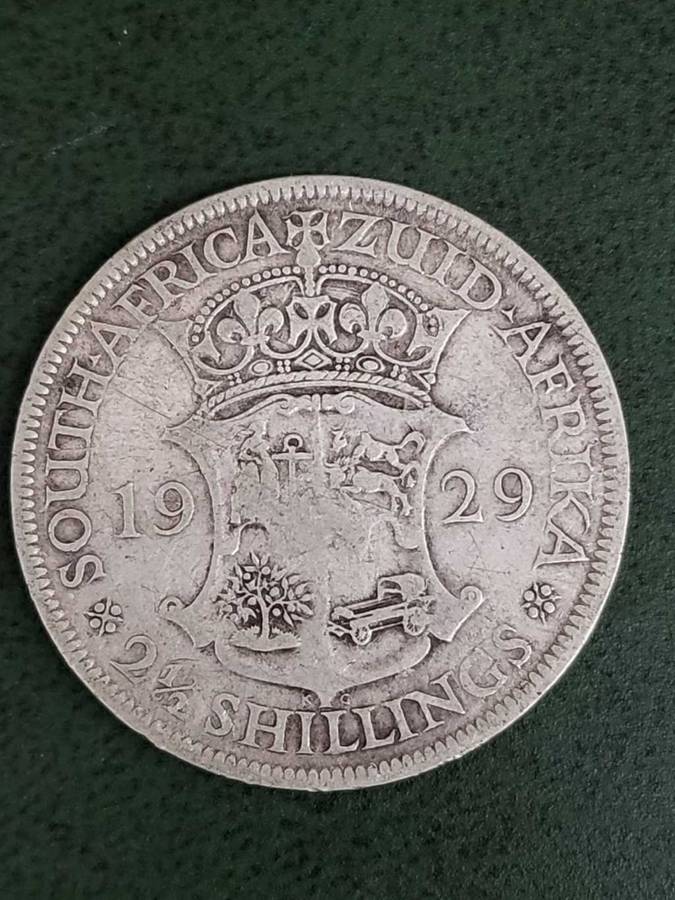 SOUTH·AFRICA ZUID·AFRIKA
19 29
K G
2½ SHILLINGS